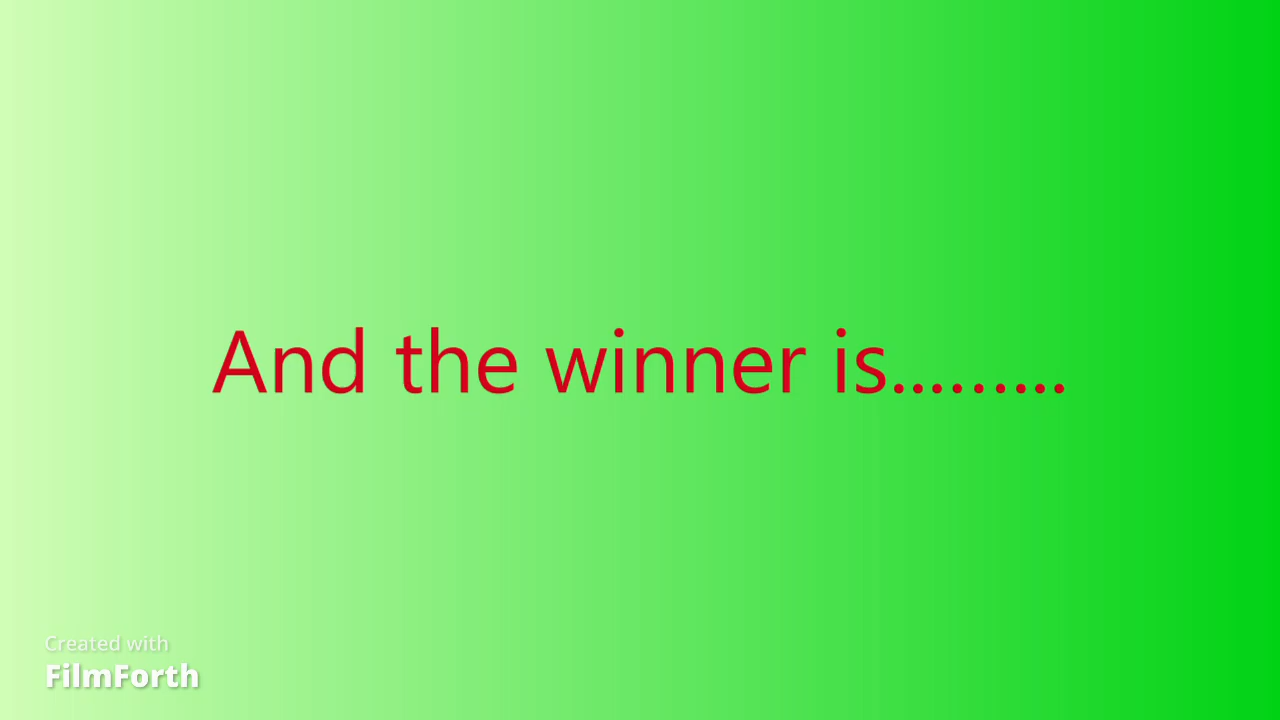 And the winner is.........
Created with
FilmForth